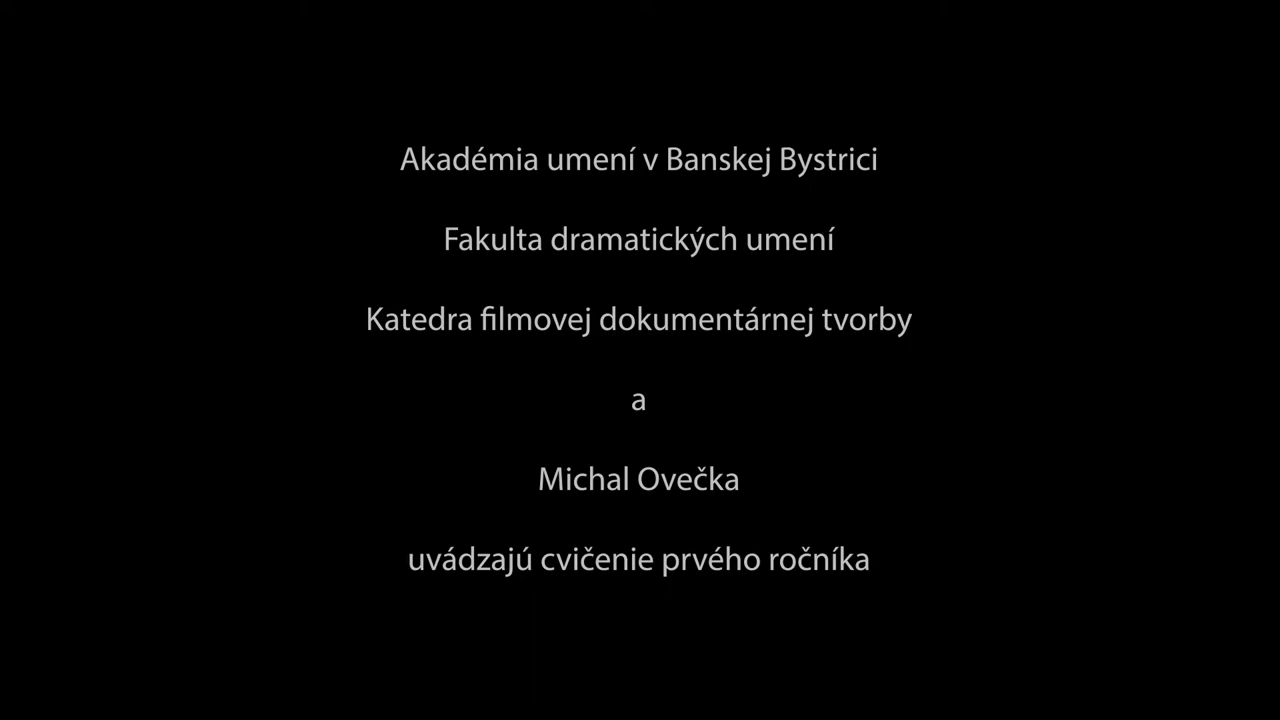 Akadémia umení v Banskej Bystrici
Fakulta dramatických umení
Katedra filmovej dokumentárnej tvorby
a
Michal Ovečka
uvádzajú cvičenie prvého ročníka